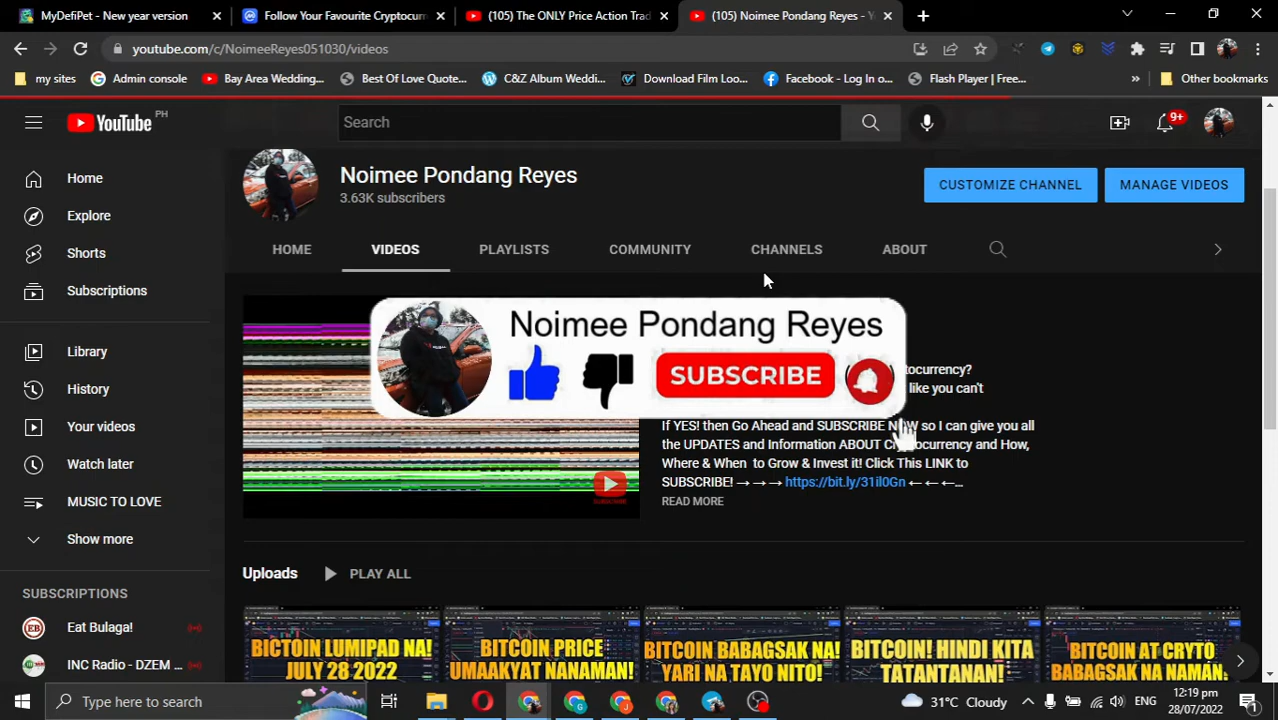 MyDefiPet - New year version
Follow Your Favourite Cryptocurr
(105) The ONLY Price Action Trad
(105) Noimee Pondang Reyes - Y
youtube.com/c/NoimeeReyes051030/videos
my sites
Admin console
Bay Area Wedding...
Best Of Love Quote...
C&Z Album Weddi...
Download Film Loo...
Facebook - Log In o...
Flash Player | Free...
»
Other bookmarks
YouTube PH
Search
9+
Home
Explore
Shorts
Subscriptions
Library
History
Your videos
Watch later
MUSIC TO LOVE
Show more
SUBSCRIPTIONS
Eat Bulaga!
INC Radio - DZEM ...
Noimee Pondang Reyes
3.63K subscribers
CUSTOMIZE CHANNEL
MANAGE VIDEOS
HOME
VIDEOS
PLAYLISTS
COMMUNITY
CHANNELS
ABOUT
Noimee Pondang Reyes
SUBSCRIBE
tocurrency?
like you can't
If YES! then Go Ahead and SUBSCRIBE NOW so I can give you all
the UPDATES and Information ABOUT Cryptocurrency and How,
Where & When to Grow & Invest it! Click This LINK to
SUBSCRIBE! →→→ https://bit.ly/31il0Gn ←←←...
READ MORE
SUBSCRIBE
Uploads
PLAY ALL
BICTOIN LUMIPAD NA!
JULY 28 2022
BITCOIN PRICE
UMAAKYAT NANAMAN!
BITCOIN BABAGSAK NA!
YARI NA TAYO NITO!
BITCOIN! HINDI KITA
TATANTANAN!
BITCOIN AT CRYTO
BABAGSAK NA NAMAN.
Type here to search
31°C Cloudy
ENG
12:19 pm
28/07/2022
1